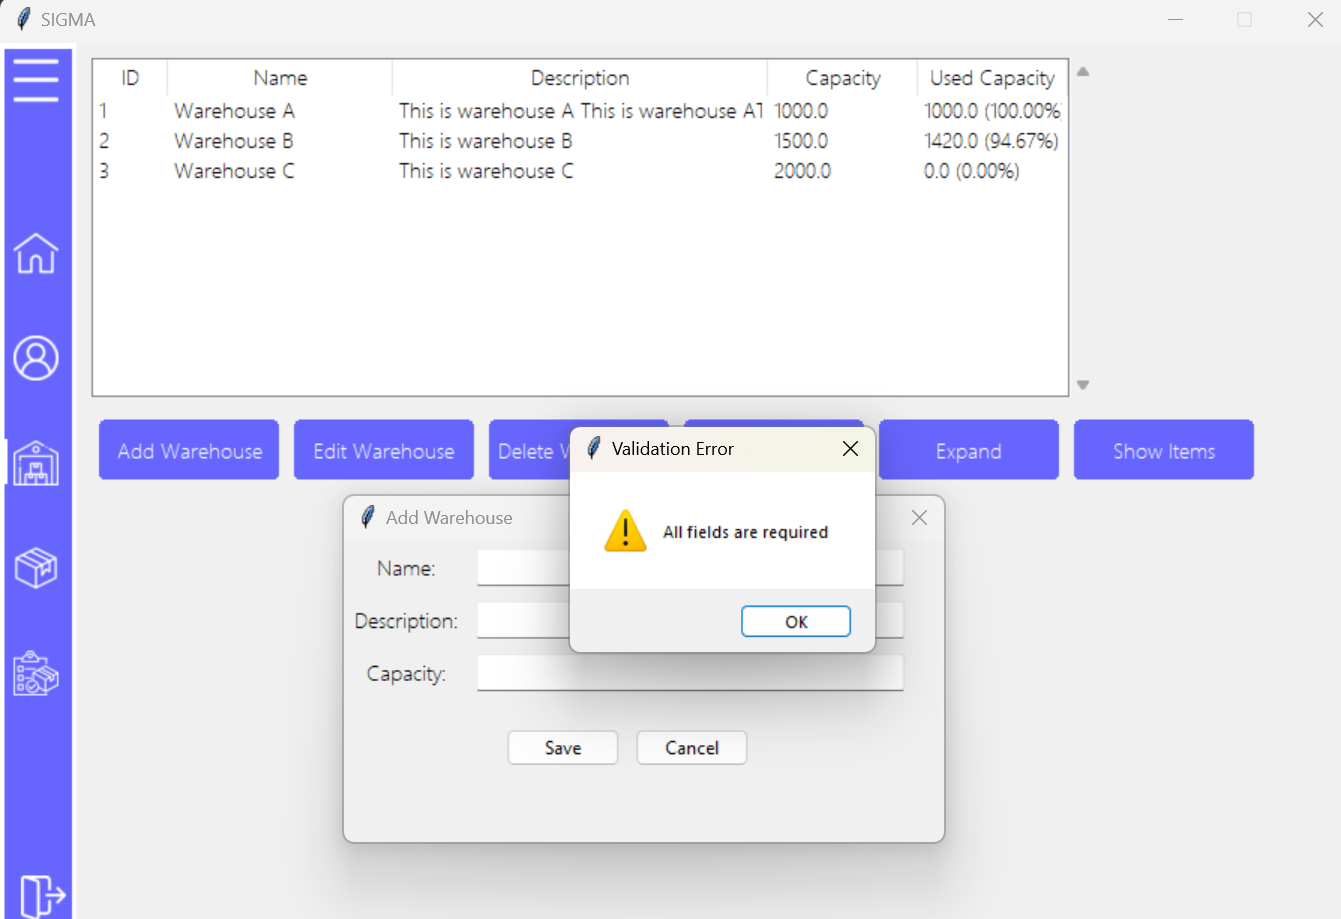 SIGMA
ID Name Description Capacity Used Capacity
1 Warehouse A This is warehouse A This is warehouse A 1000.0 1000.0 (100.00%
2 Warehouse B This is warehouse B 1500.0 1420.0 (94.67%)
3 Warehouse C This is warehouse C 2000.0 0.0 (0.00%)
Add Warehouse Edit Warehouse Delete Expand Show Items
Validation Error
All fields are required
OK
Add Warehouse
Name:
Description:
Capacity:
Save Cancel